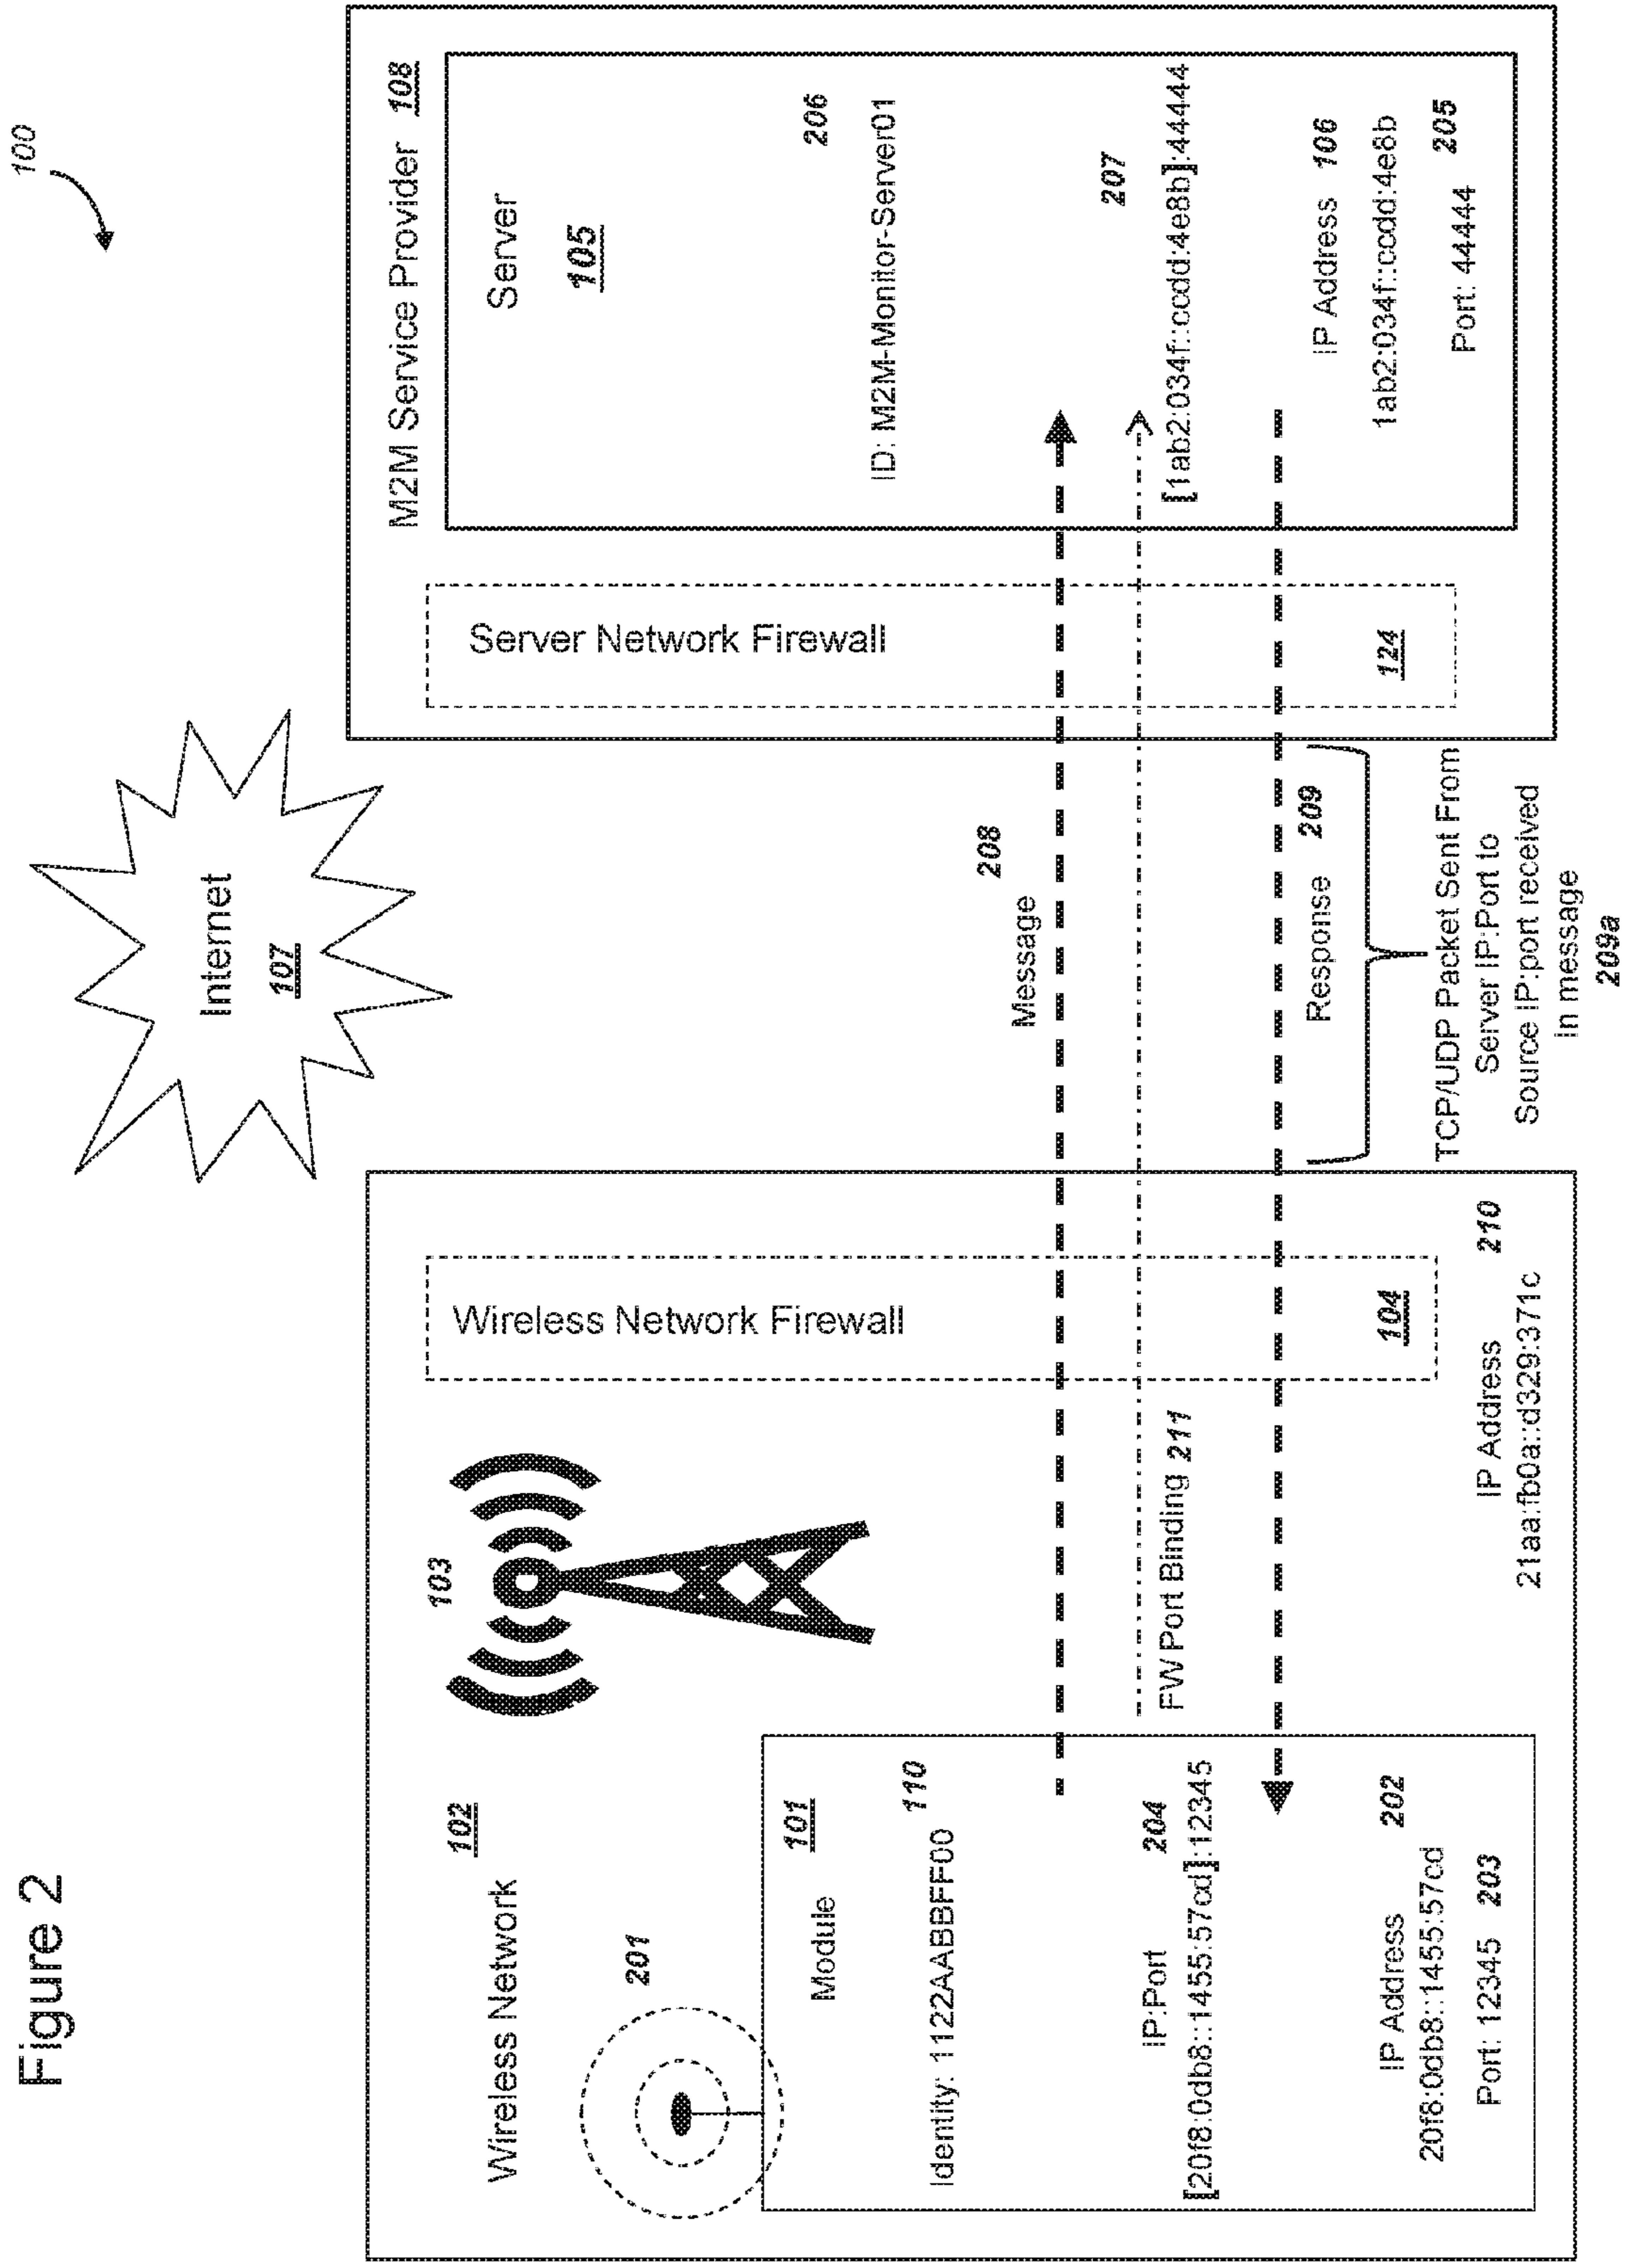 Figure 2
100
Internet
107
Wireless Network
102
103
201
Module
101
Identity: 1122AABBFF00
110
IP:Port
204
[20f8:0db8::1455:57cd]:12345
IP Address
202
20f8:0db8::1455:57cd
Port: 12345 203
Wireless Network Firewall
104
FW Port Binding 211
IP Address
210
21aa:fb0a::d329:371c
Message
208
Response
209
TCP/UDP Packet Sent From
Server IP:Port to
Source IP:port received
in message
209a
M2M Service Provider 108
Server Network Firewall
124
Server
105
206
ID: M2M-Monitor-Server01
207
[1ab2:034f::ccdd:4e8b]:44444
IP Address 106
1ab2:034f::ccdd:4e8b
Port: 44444 205